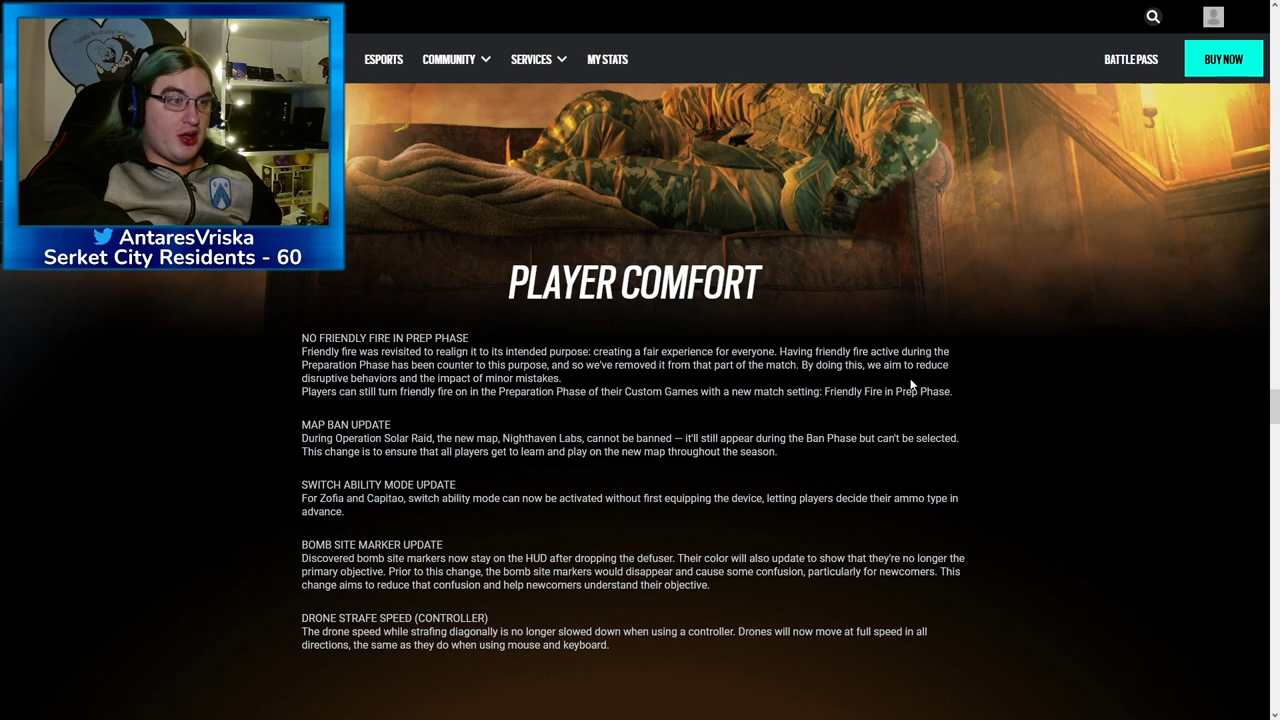 ESPORTS COMMUNITY SERVICES MY STATS BATTLE PASS BUY NOW
AntaresVriska
Serket City Residents - 60
PLAYER COMFORT
NO FRIENDLY FIRE IN PREP PHASE
Friendly fire was revisited to realign it to its intended purpose: creating a fair experience for everyone. Having friendly fire active during the
Preparation Phase has been counter to this purpose, and so we've removed it from that part of the match. By doing this, we aim to reduce
disruptive behaviors and the impact of minor mistakes.
Players can still turn friendly fire on in the Preparation Phase of their Custom Games with a new match setting: Friendly Fire in Prep Phase.
MAP BAN UPDATE
During Operation Solar Raid, the new map, Nighthaven Labs, cannot be banned — it'll still appear during the Ban Phase but can't be selected.
This change is to ensure that all players get to learn and play on the new map throughout the season.
SWITCH ABILITY MODE UPDATE
For Zofia and Capitao, switch ability mode can now be activated without first equipping the device, letting players decide their ammo type in
advance.
BOMB SITE MARKER UPDATE
Discovered bomb site markers now stay on the HUD after dropping the defuser. Their color will also update to show that they're no longer the
primary objective. Prior to this change, the bomb site markers would disappear and cause some confusion, particularly for newcomers. This
change aims to reduce that confusion and help newcomers understand their objective.
DRONE STRAFE SPEED (CONTROLLER)
The drone speed while strafing diagonally is no longer slowed down when using a controller. Drones will now move at full speed in all
directions, the same as they do when using mouse and keyboard.